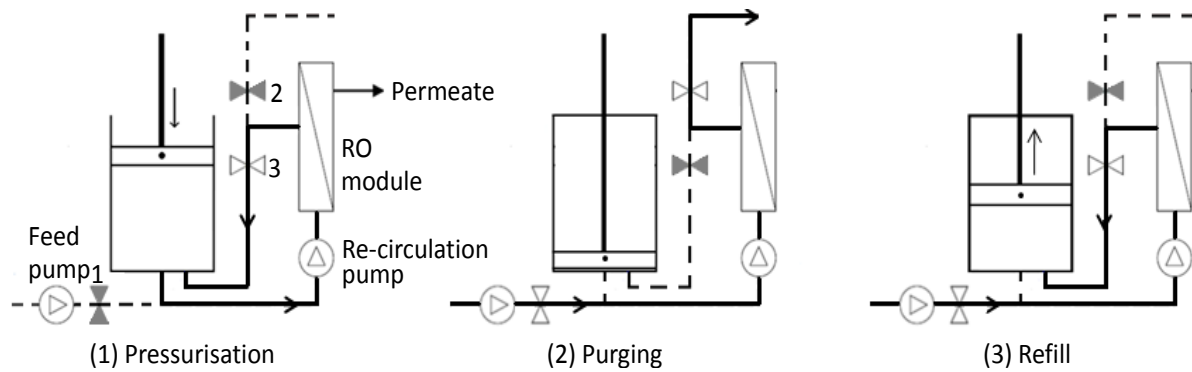 2
Permeate
3
RO
module
Feed
pump
1
Re-circulation
pump
(1) Pressurisation
(2) Purging
(3) Refill